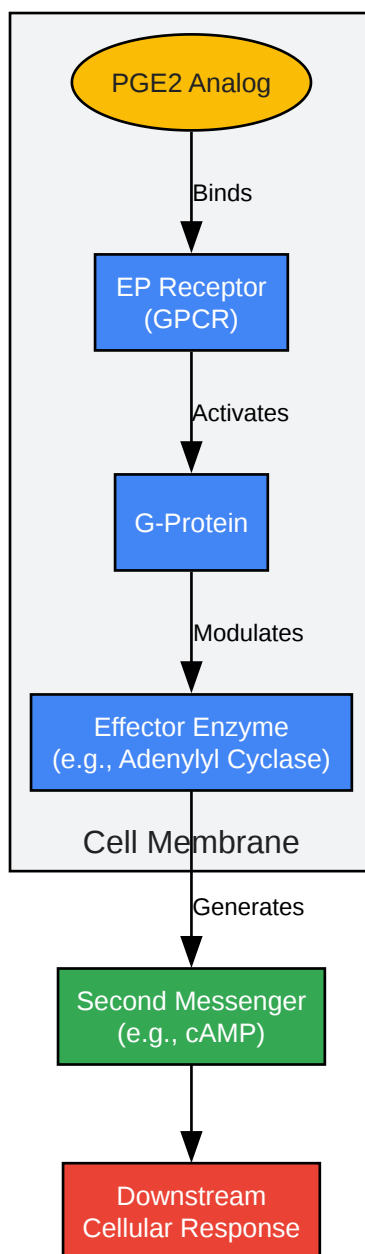 PGE2 Analog
Binds
EP Receptor
(GPCR)
Activates
G-Protein
Modulates
Effector Enzyme
(e.g., Adenylyl Cyclase)
Cell Membrane
Generates
Second Messenger
(e.g., cAMP)
Downstream
Cellular Response